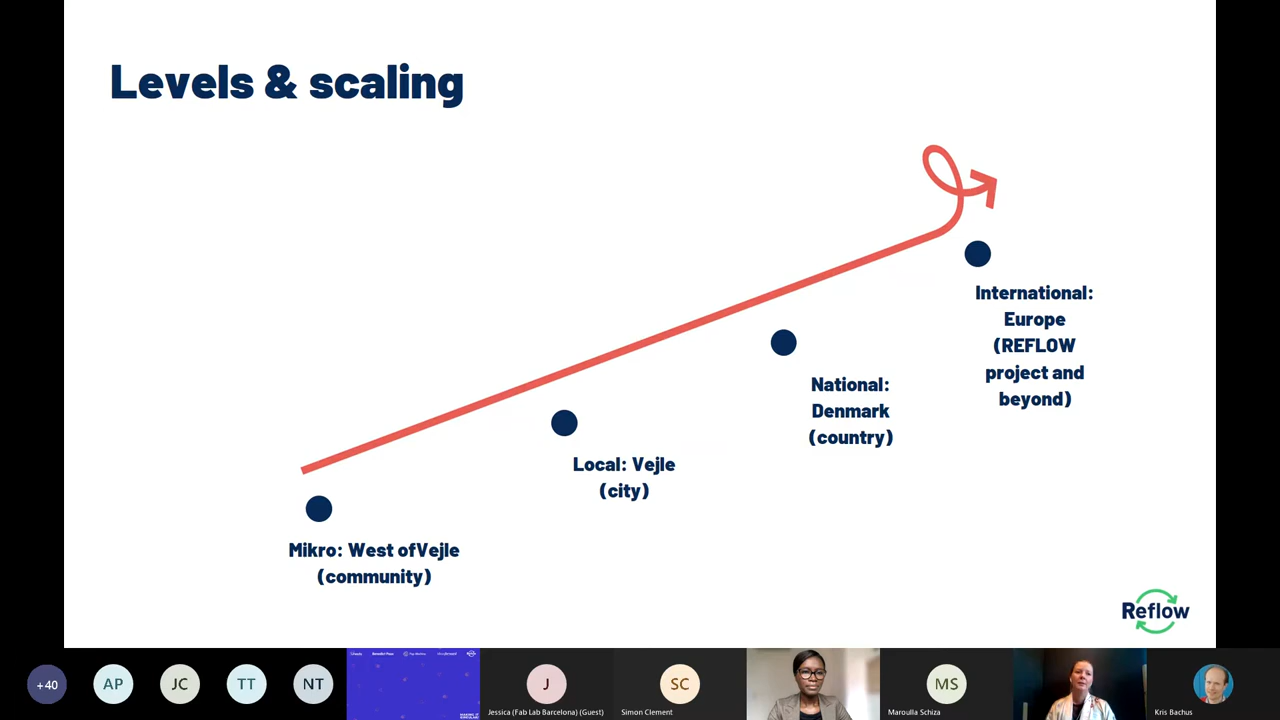 Levels & scaling
International:
Europe
(REFLOW
project and
beyond)
National:
Denmark
(country)
Local: Vejle
(city)
Mikro: West ofVejle
(community)
Reflow
+40
AP
JC
TT
NT
J
Jessica (Fab Lab Barcelona) (Guest)
SC
Simon Clement
MS
Maroulla Schiza
Kris Bachus